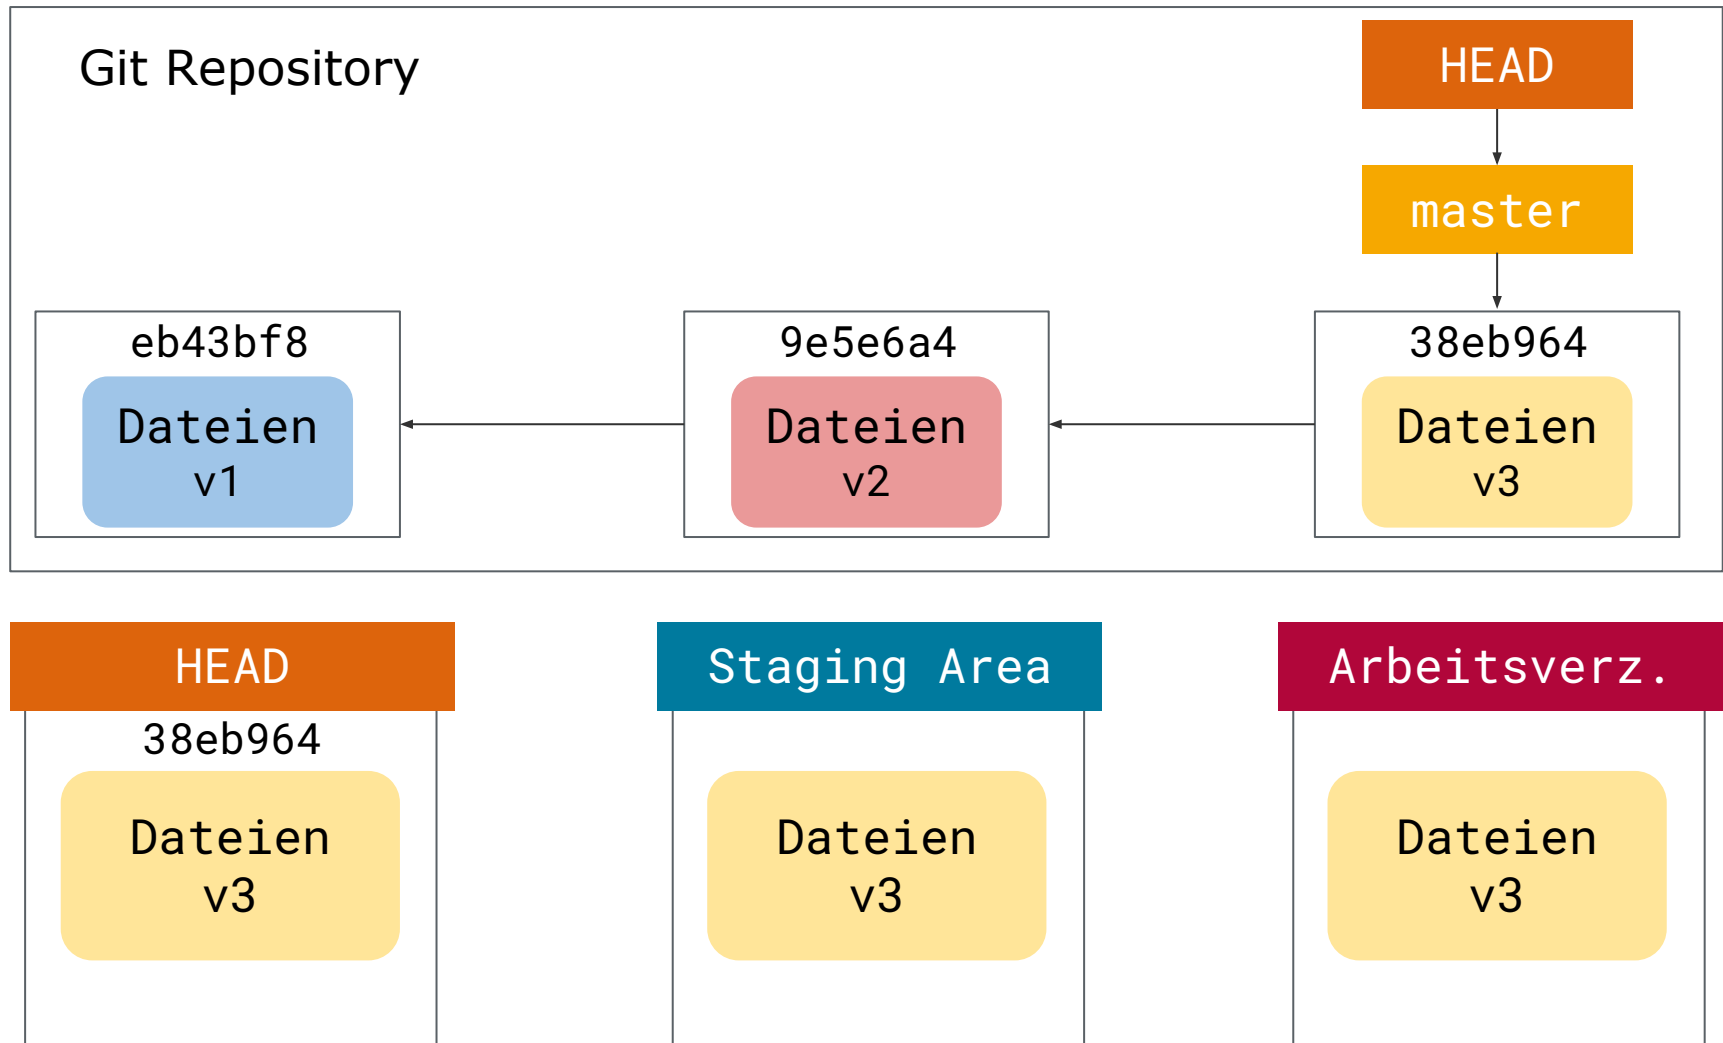 Git Repository
HEAD
master
eb43bf8
Dateien
v1
9e5e6a4
Dateien
v2
38eb964
Dateien
v3
HEAD
38eb964
Dateien
v3
Staging Area
Dateien
v3
Arbeitsverz.
Dateien
v3